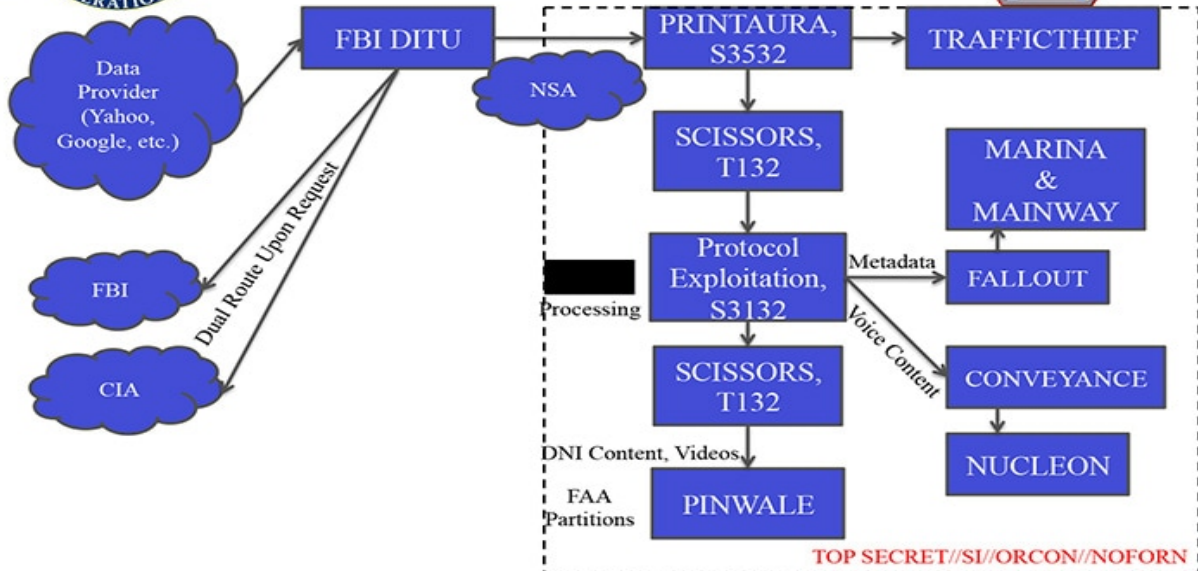 ERATIO
FBI DITU
PRINTAURA,
S3532
TRAFFICTHIEF
Data
Provider
(Yahoo,
Google, etc.)
NSA
SCISSORS,
T132
MARINA
&
MAINWAY
Dual Route Upon Request
FBI
CIA
Protocol
Exploitation,
S3132
Metadata
FALLOUT
Processing
Voice Content
SCISSORS,
T132
CONVEYANCE
DNI Content, Videos
NUCLEON
FAA
Partitions
PINWALE
TOP SECRET//SI//ORCON//NOFORN